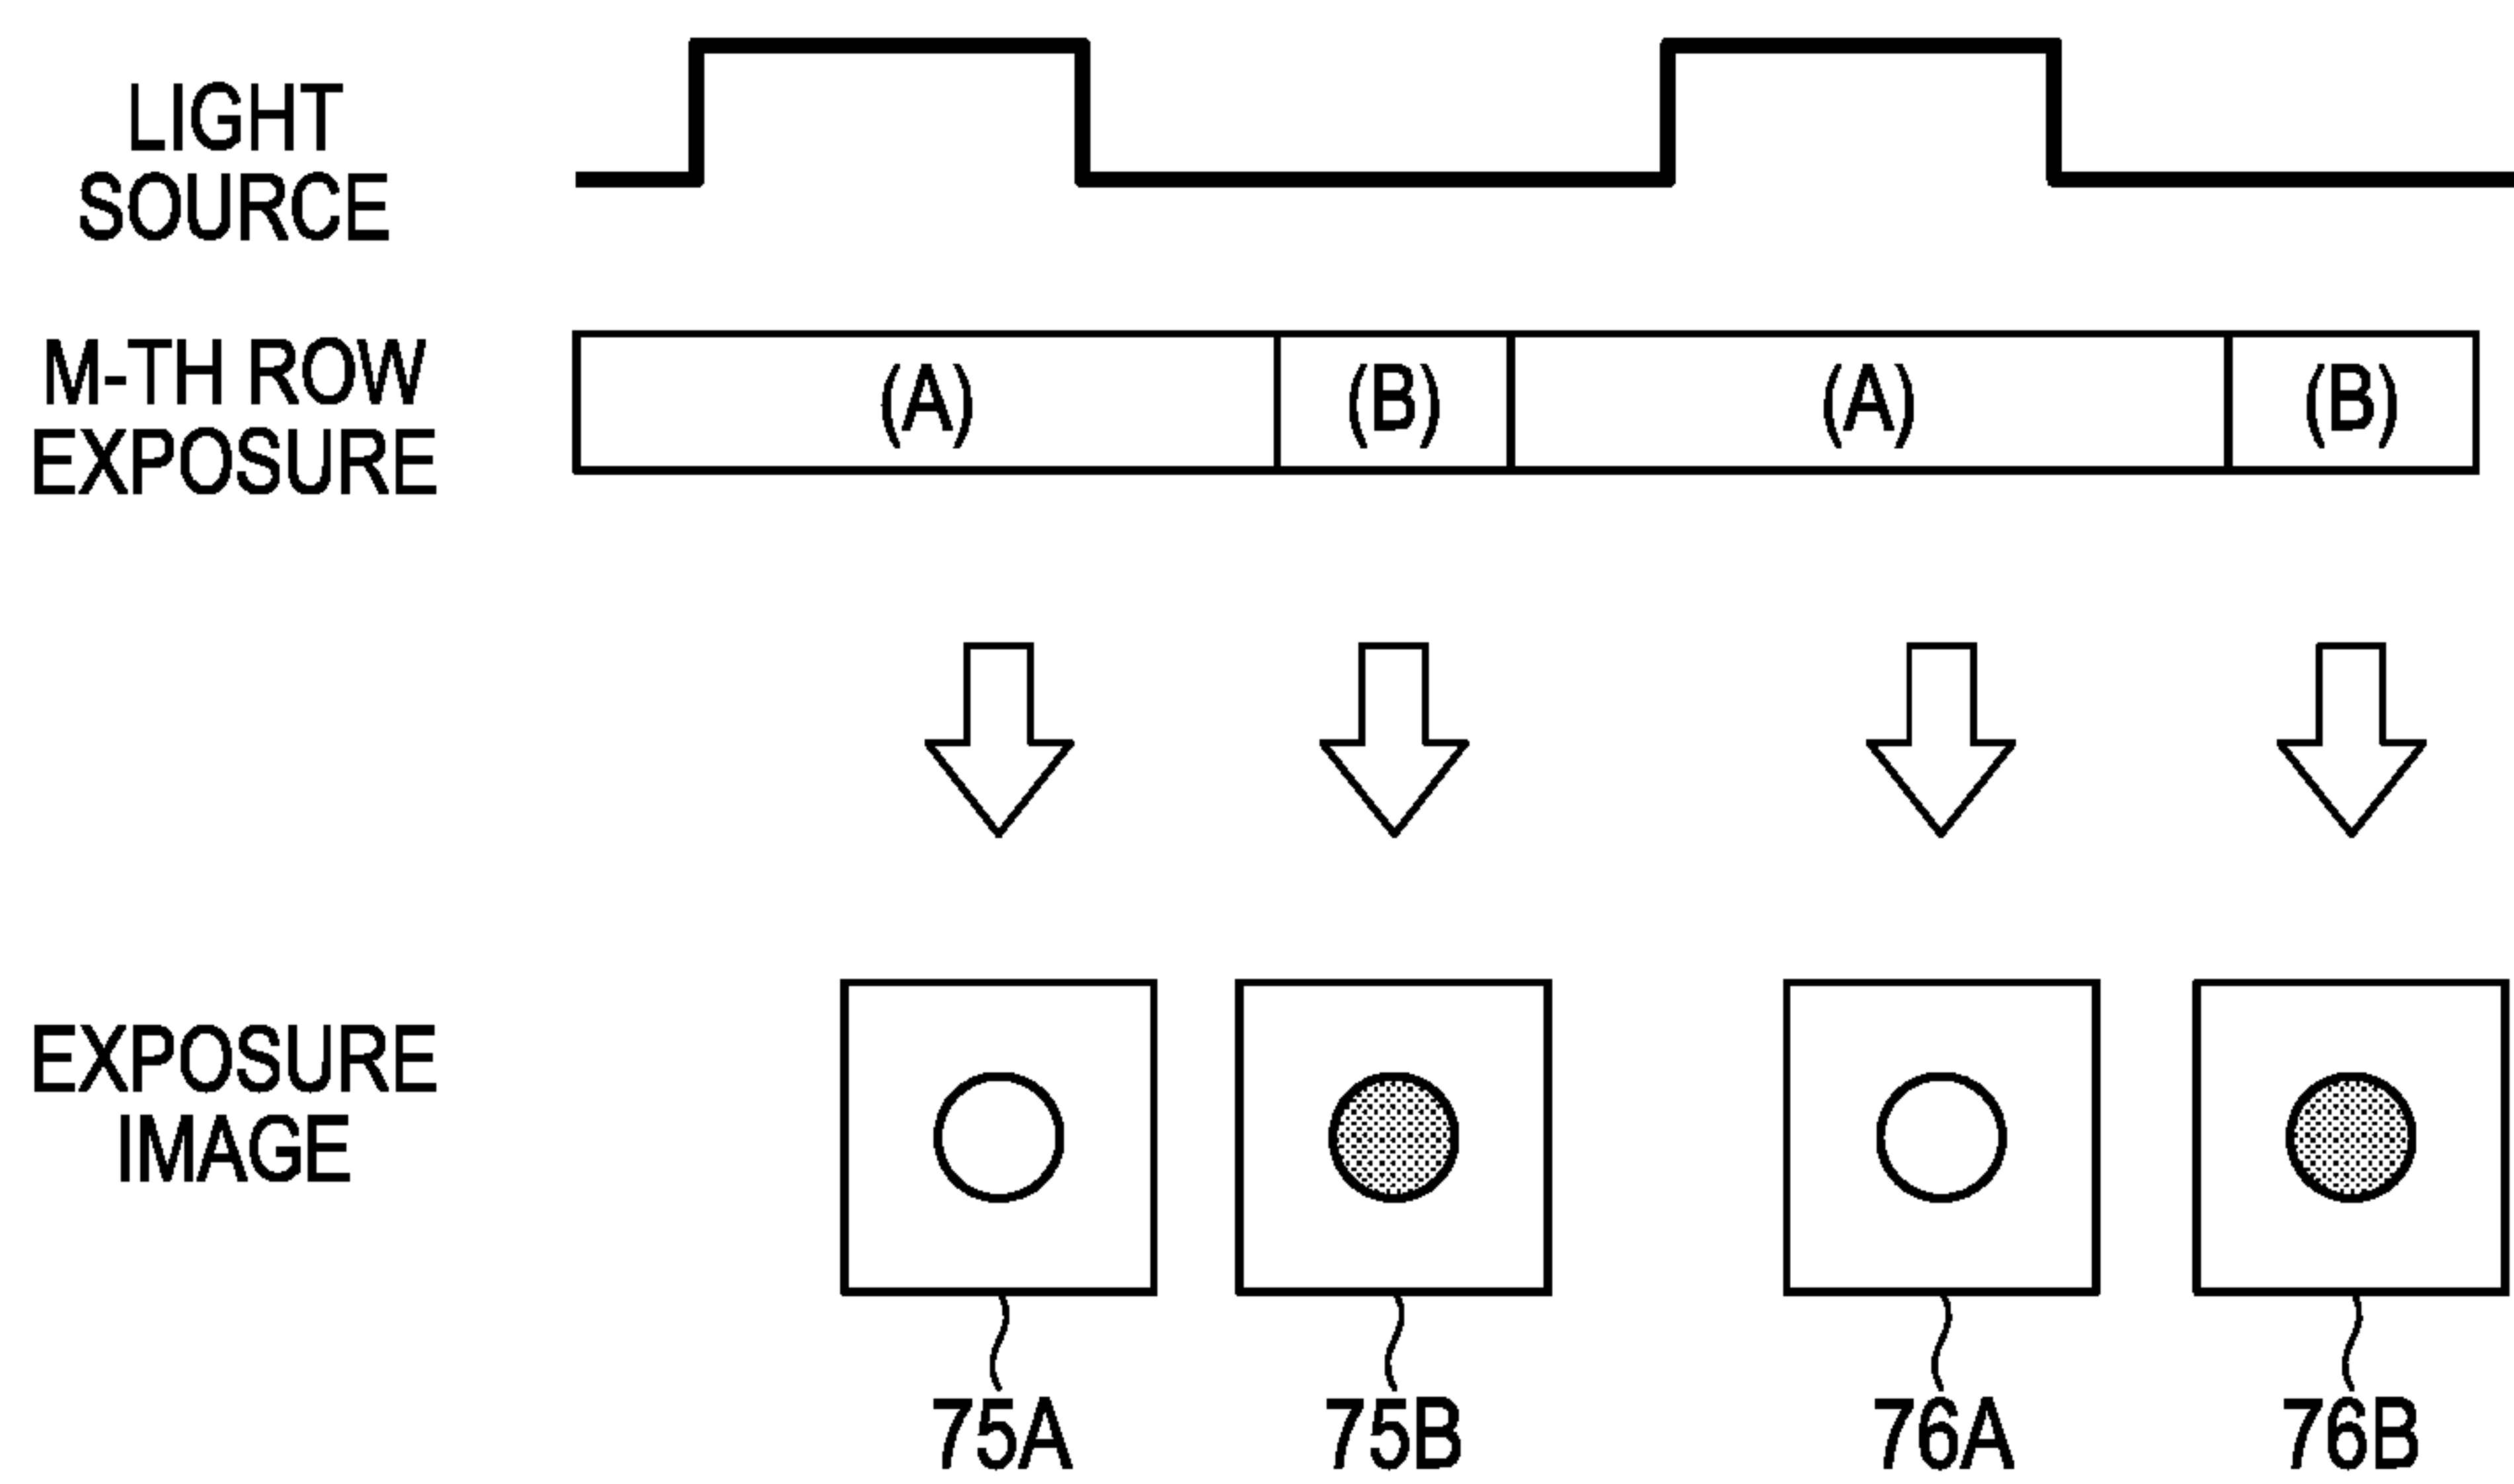 LIGHT
SOURCE
M-TH ROW
EXPOSURE
(A) (B) (A) (B)
EXPOSURE
IMAGE
75A 75B 76A 76B